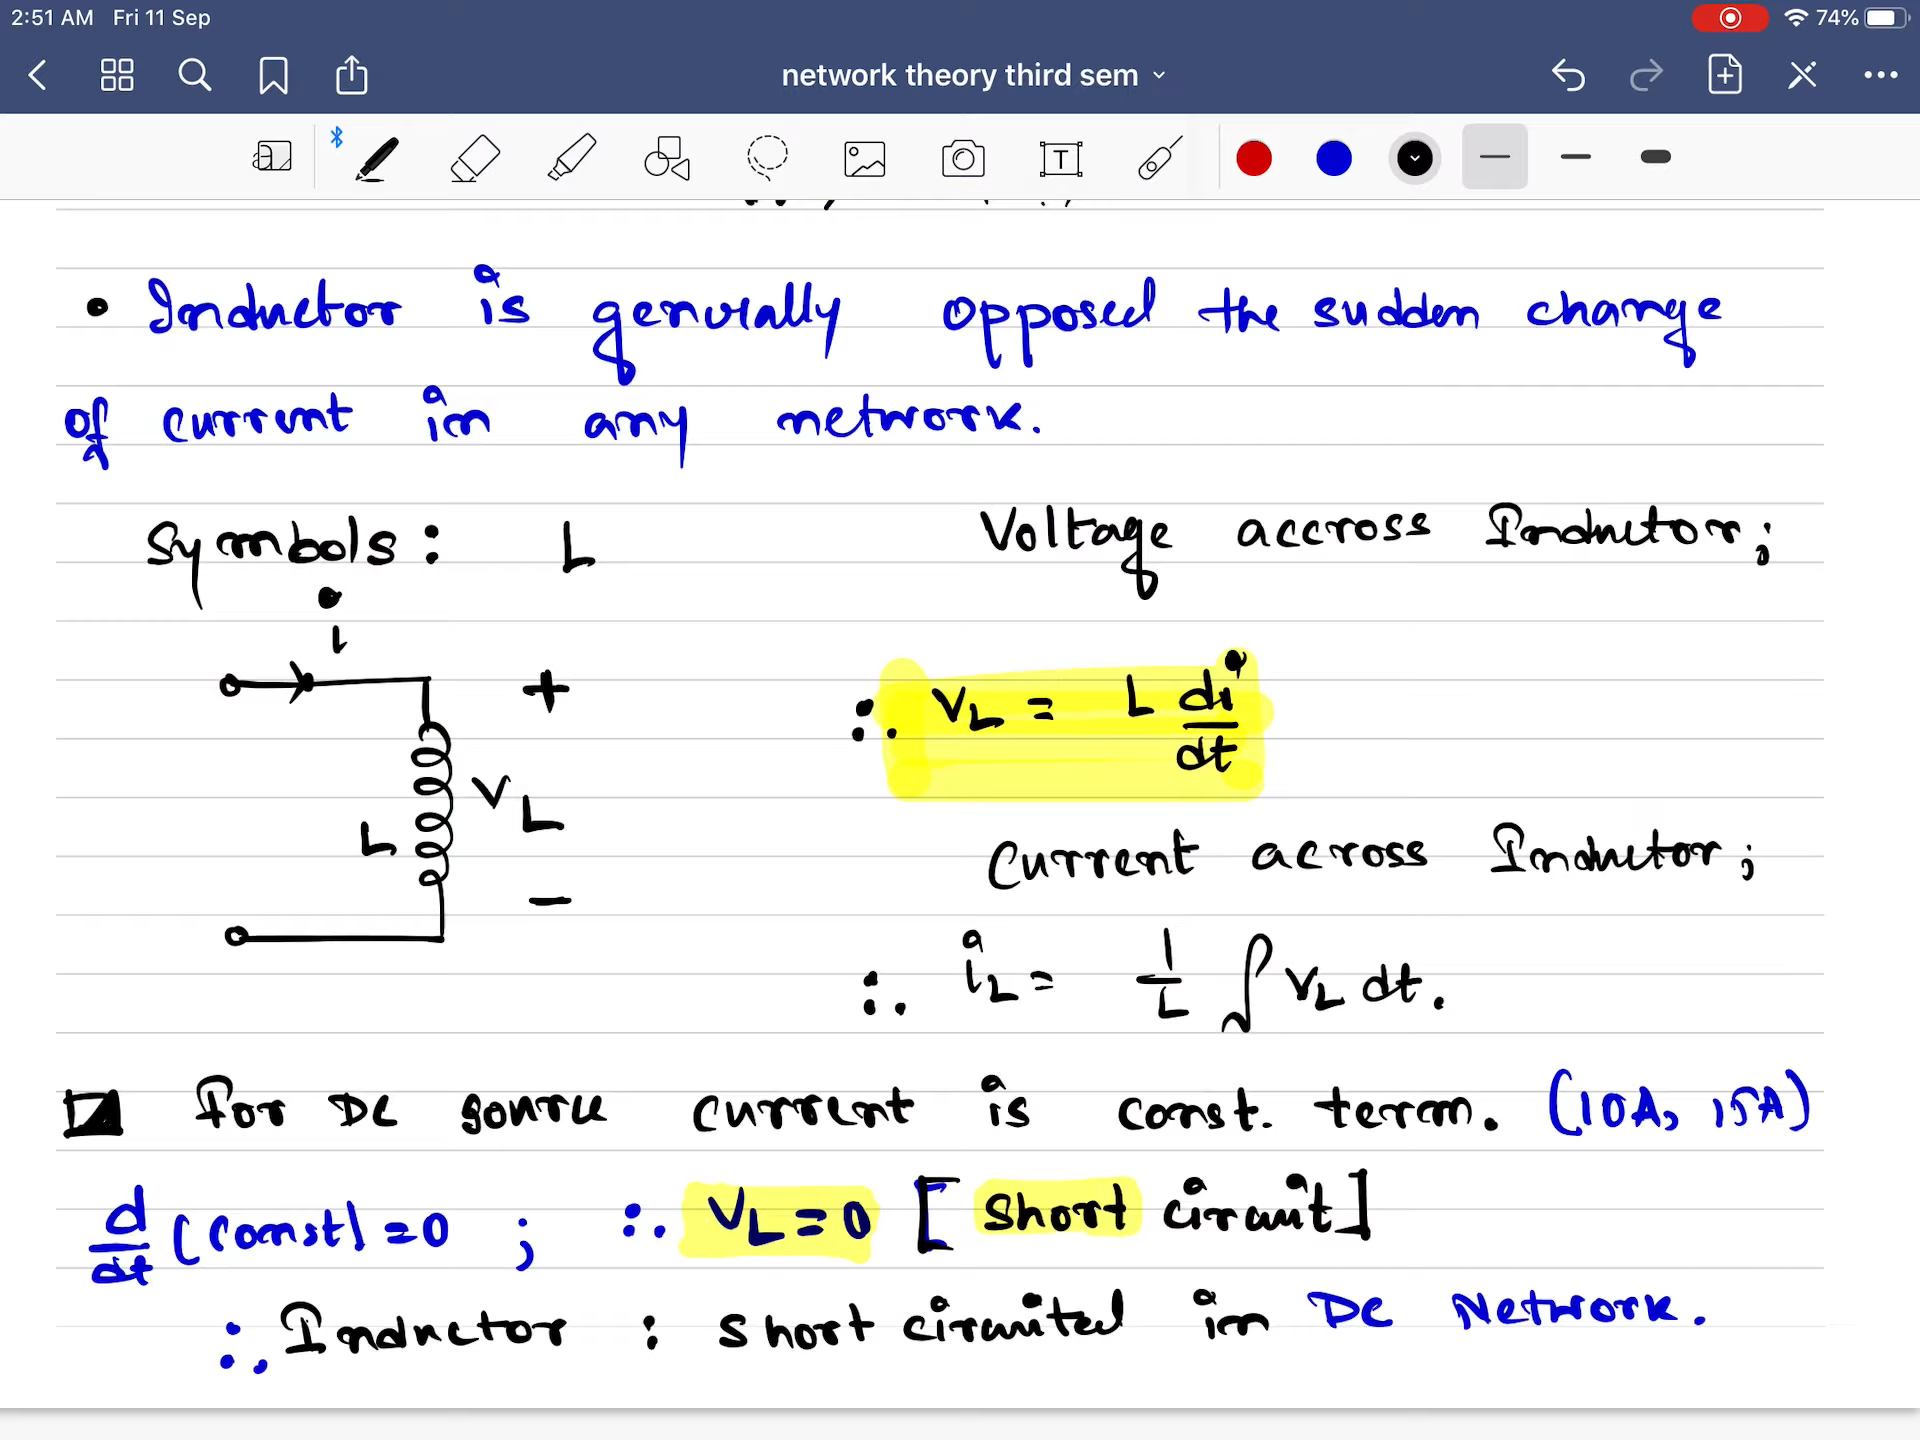 2:51 AM Fri 11 Sep 74%
network theory third sem
T
• Inductor is generally opposed the sudden change
of current in any network.
Symbols : L
Voltage accross Inductor ;
i
+
∴ VL = L di/dt
L
VL
−
Current across Inductor ;
∴ iL = 1/L ∫ VL dt .
For DC source current is const. term. (10A, 15A)
d/dt (const) = 0 ; ∴ VL = 0 [ Short circuit ]
∴ Inductor : short circuited in DC Network .